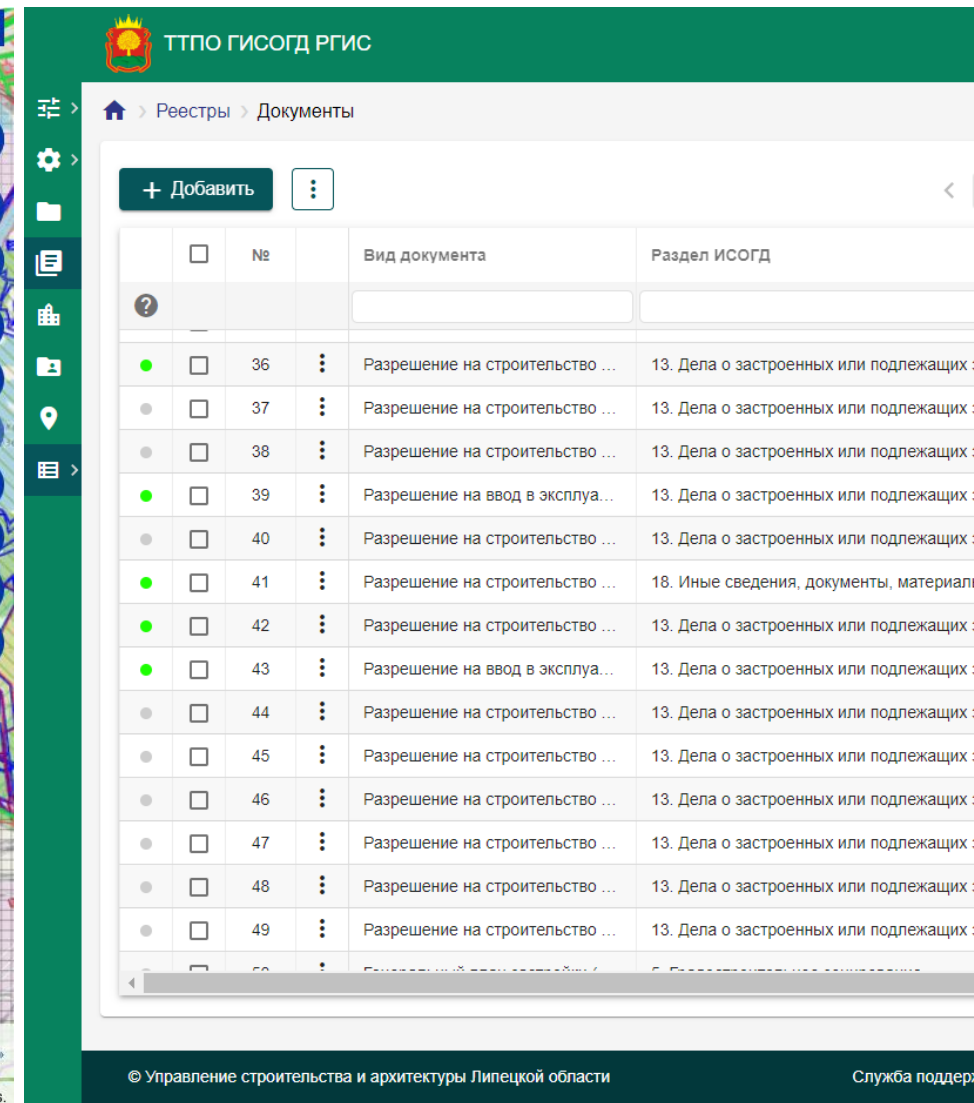 ТТПО ГИСОГД РГИС
Реестры > Документы
+ Добавить
№ Вид документа Раздел ИСОГД
36 Разрешение на строительство ... 13. Дела о застроенных или подлежащих
37 Разрешение на строительство ... 13. Дела о застроенных или подлежащих
38 Разрешение на строительство ... 13. Дела о застроенных или подлежащих
39 Разрешение на ввод в эксплуа... 13. Дела о застроенных или подлежащих
40 Разрешение на строительство ... 13. Дела о застроенных или подлежащих
41 Разрешение на строительство ... 18. Иные сведения, документы, материал
42 Разрешение на строительство ... 13. Дела о застроенных или подлежащих
43 Разрешение на ввод в эксплуа... 13. Дела о застроенных или подлежащих
44 Разрешение на строительство ... 13. Дела о застроенных или подлежащих
45 Разрешение на строительство ... 13. Дела о застроенных или подлежащих
46 Разрешение на строительство ... 13. Дела о застроенных или подлежащих
47 Разрешение на строительство ... 13. Дела о застроенных или подлежащих
48 Разрешение на строительство ... 13. Дела о застроенных или подлежащих
49 Разрешение на строительство ... 13. Дела о застроенных или подлежащих
© Управление строительства и архитектуры Липецкой области Служба поддерж